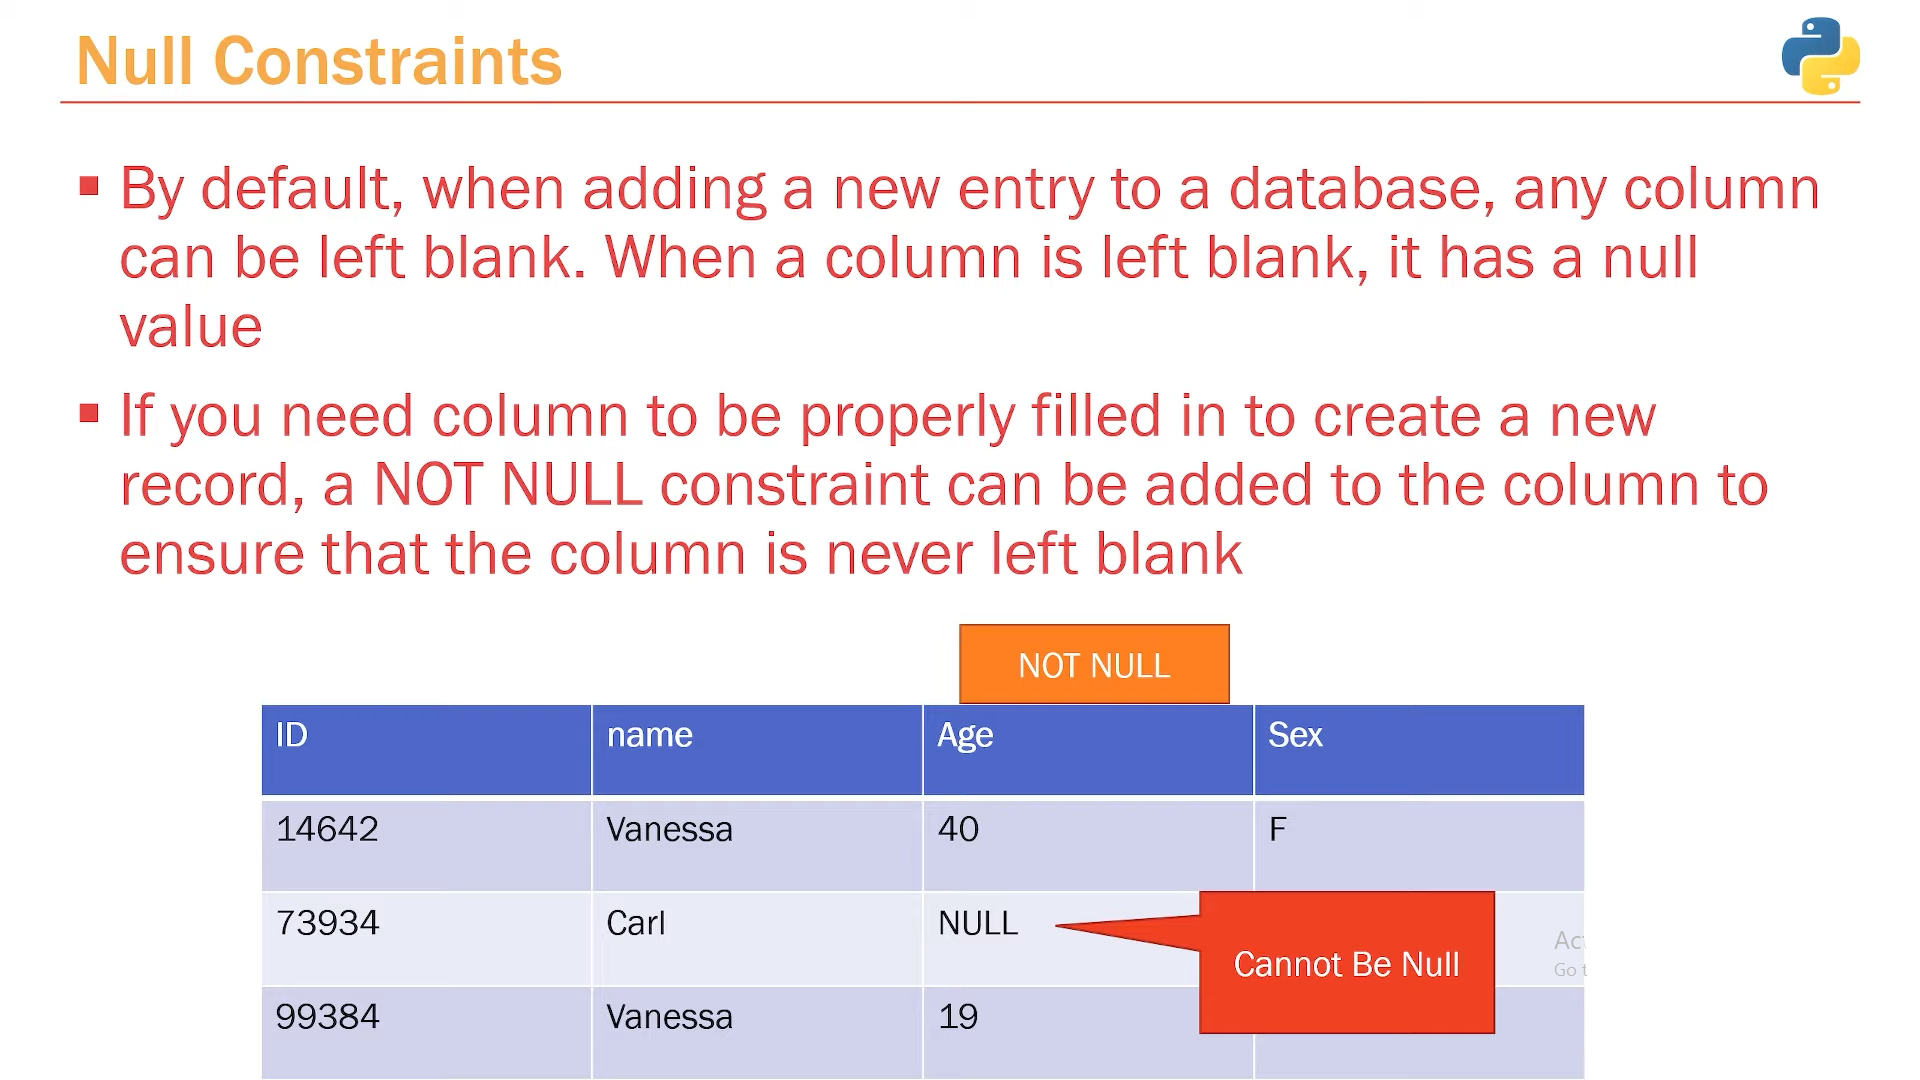 Null Constraints
By default, when adding a new entry to a database, any column
can be left blank. When a column is left blank, it has a null
value
If you need column to be properly filled in to create a new
record, a NOT NULL constraint can be added to the column to
ensure that the column is never left blank
NOT NULL
ID name Age Sex
14642 Vanessa 40 F
73934 Carl NULL
Cannot Be Null
99384 Vanessa 19
Go